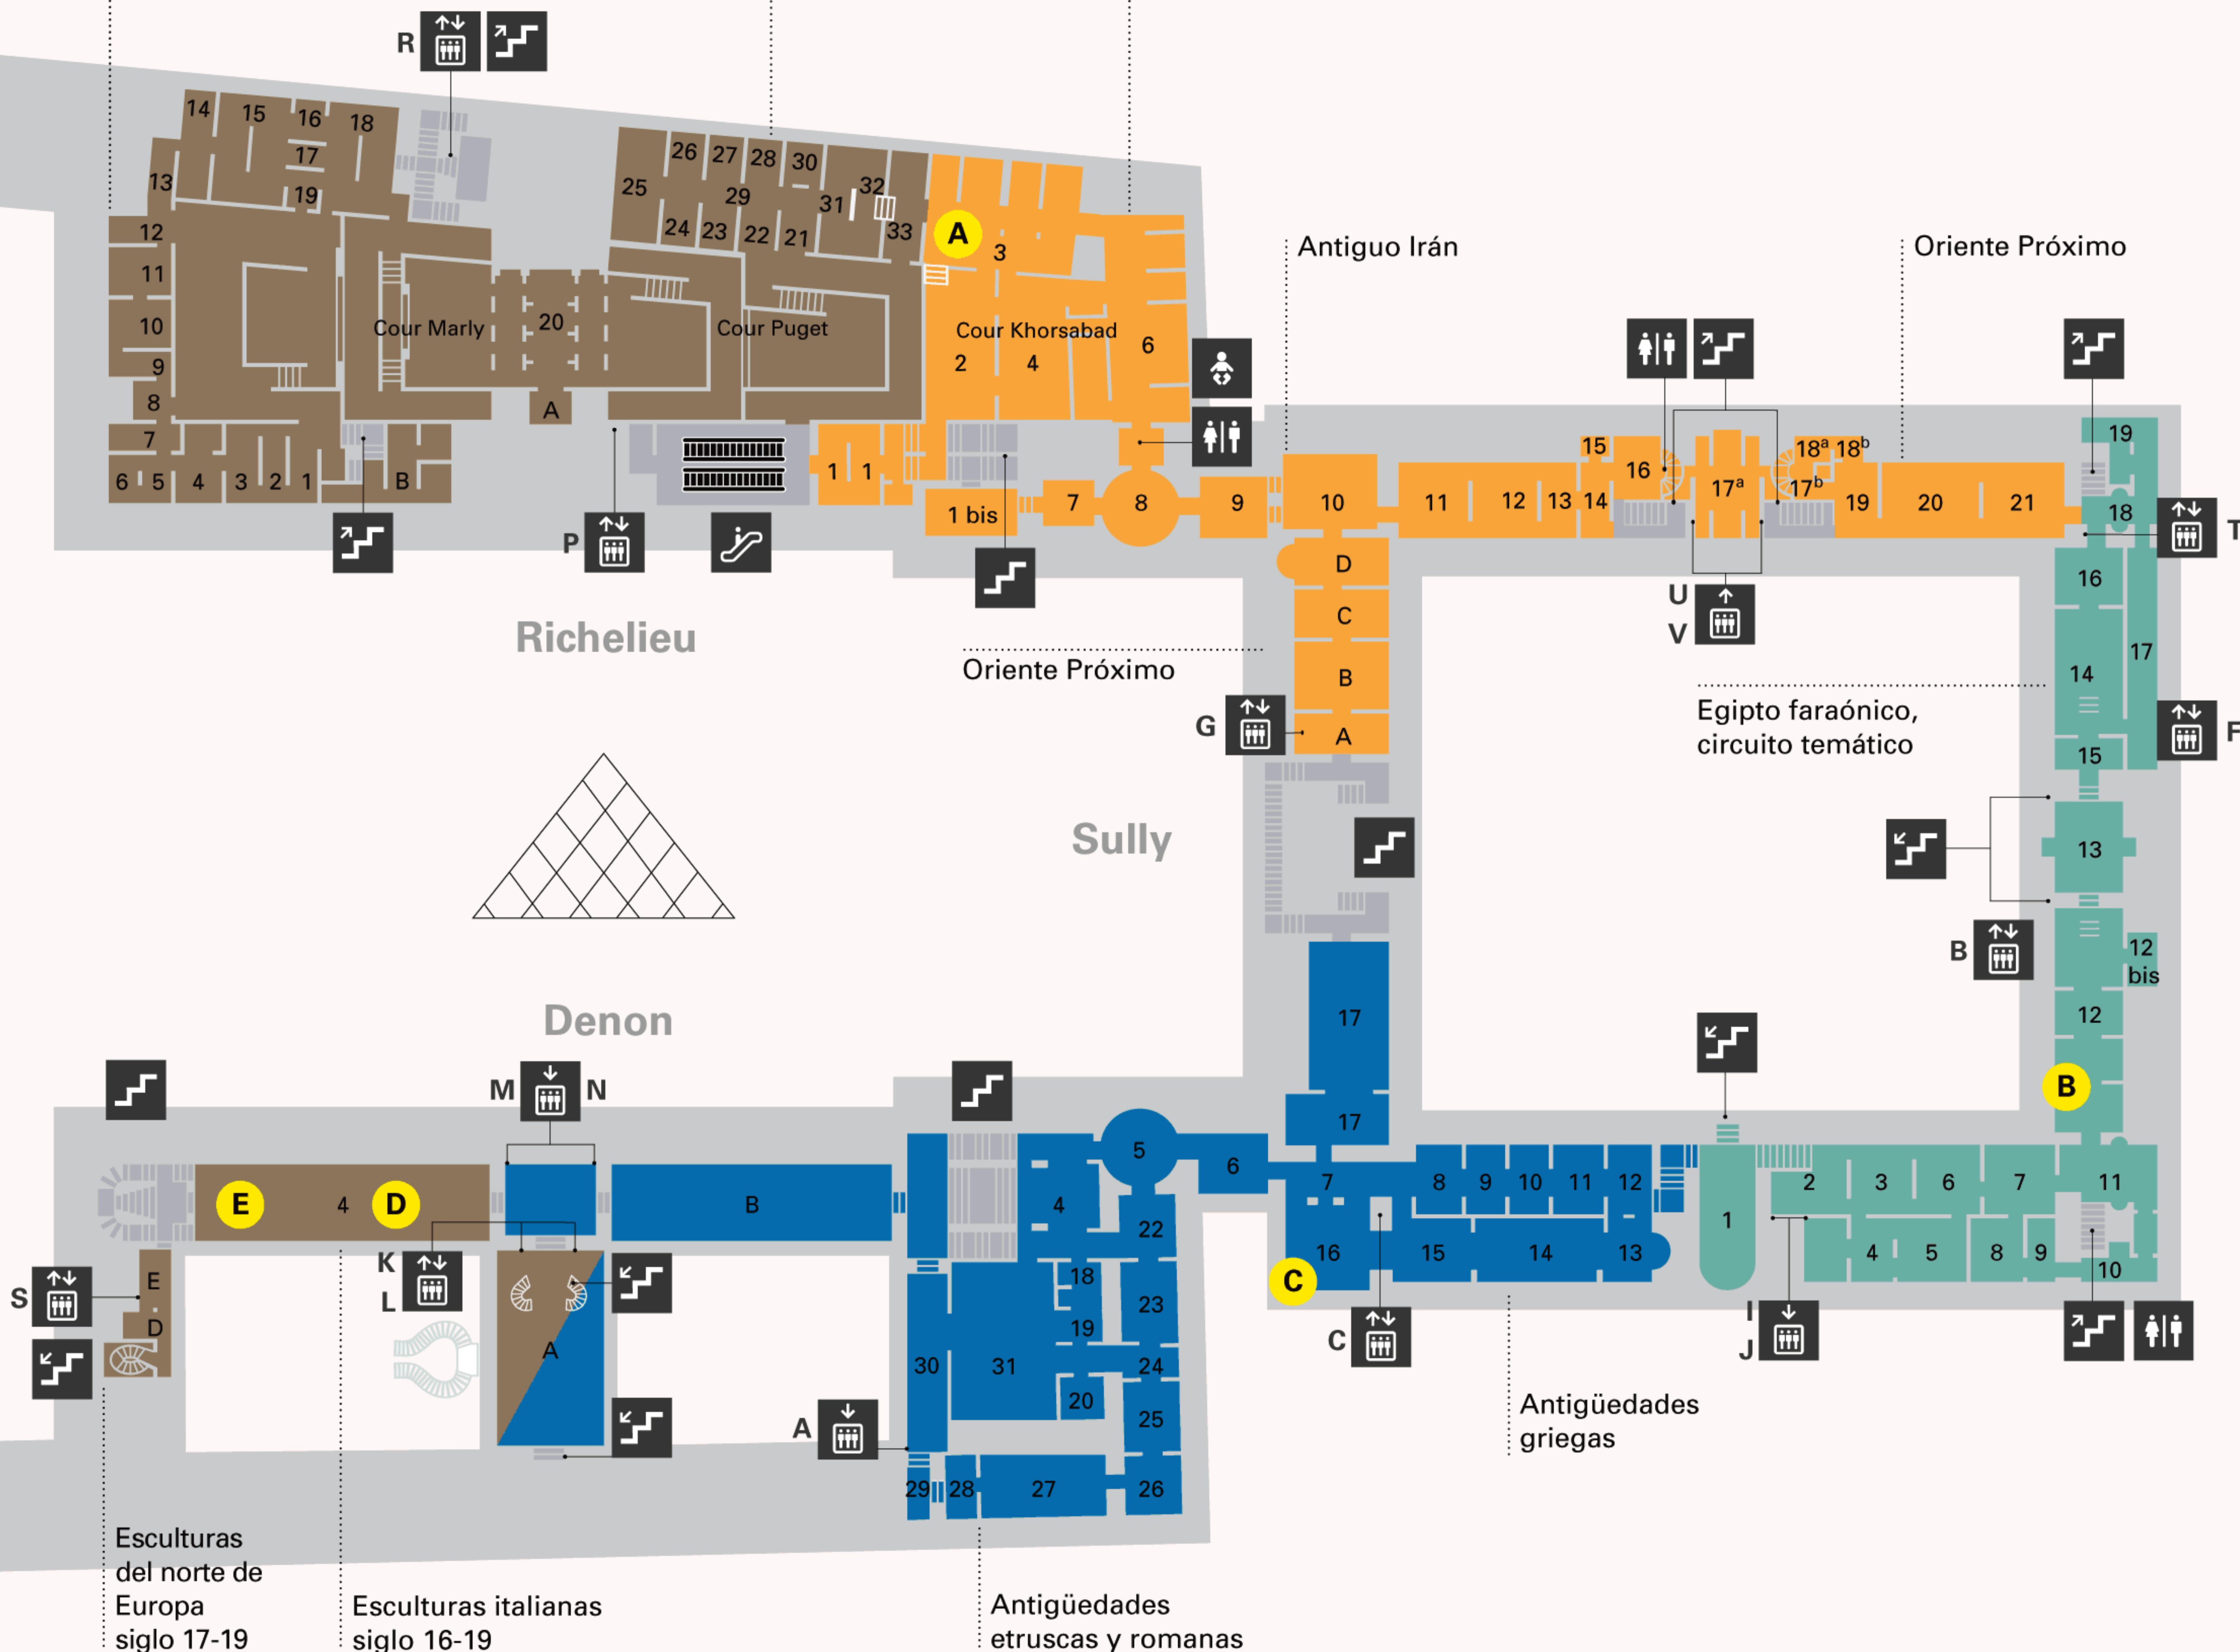 R
14 15 16 18
17
13 19
12
11
10
9
8
7
6 5 4 3 2 1
B
Cour Marly
20
A
26 27 28 30
25 29 31 32
24 23 22 21 33
Cour Puget
A
3
Cour Khorsabad
2 4 6
1 1
1 bis 7 8 9
P
Richelieu
Antiguo Irán
Oriente Próximo
10 11 12 13 14
15 16 17ª 17ᵇ 18ª 18ᵇ 19 20 21
D
C
B
A
G
Oriente Próximo
U
V
Egipto faraónico,
circuito temático
19
18
T
16
17
14
F
15
13
B
12
bis
12
B
Sully
Denon
17
17
M N
E 4 D
B
K
L
S
E
D
A
A
5
6
4
22
18
23
19
30 31 24
20
25
29 28 27 26
7 8 9 10 11 12
16 15 14 13
C
C
1
2 3 6 7 11
4 5 8 9
10
I
J
Antigüedades
griegas
Esculturas
del norte de
Europa
siglo 17-19
Esculturas italianas
siglo 16-19
Antigüedades
etruscas y romanas